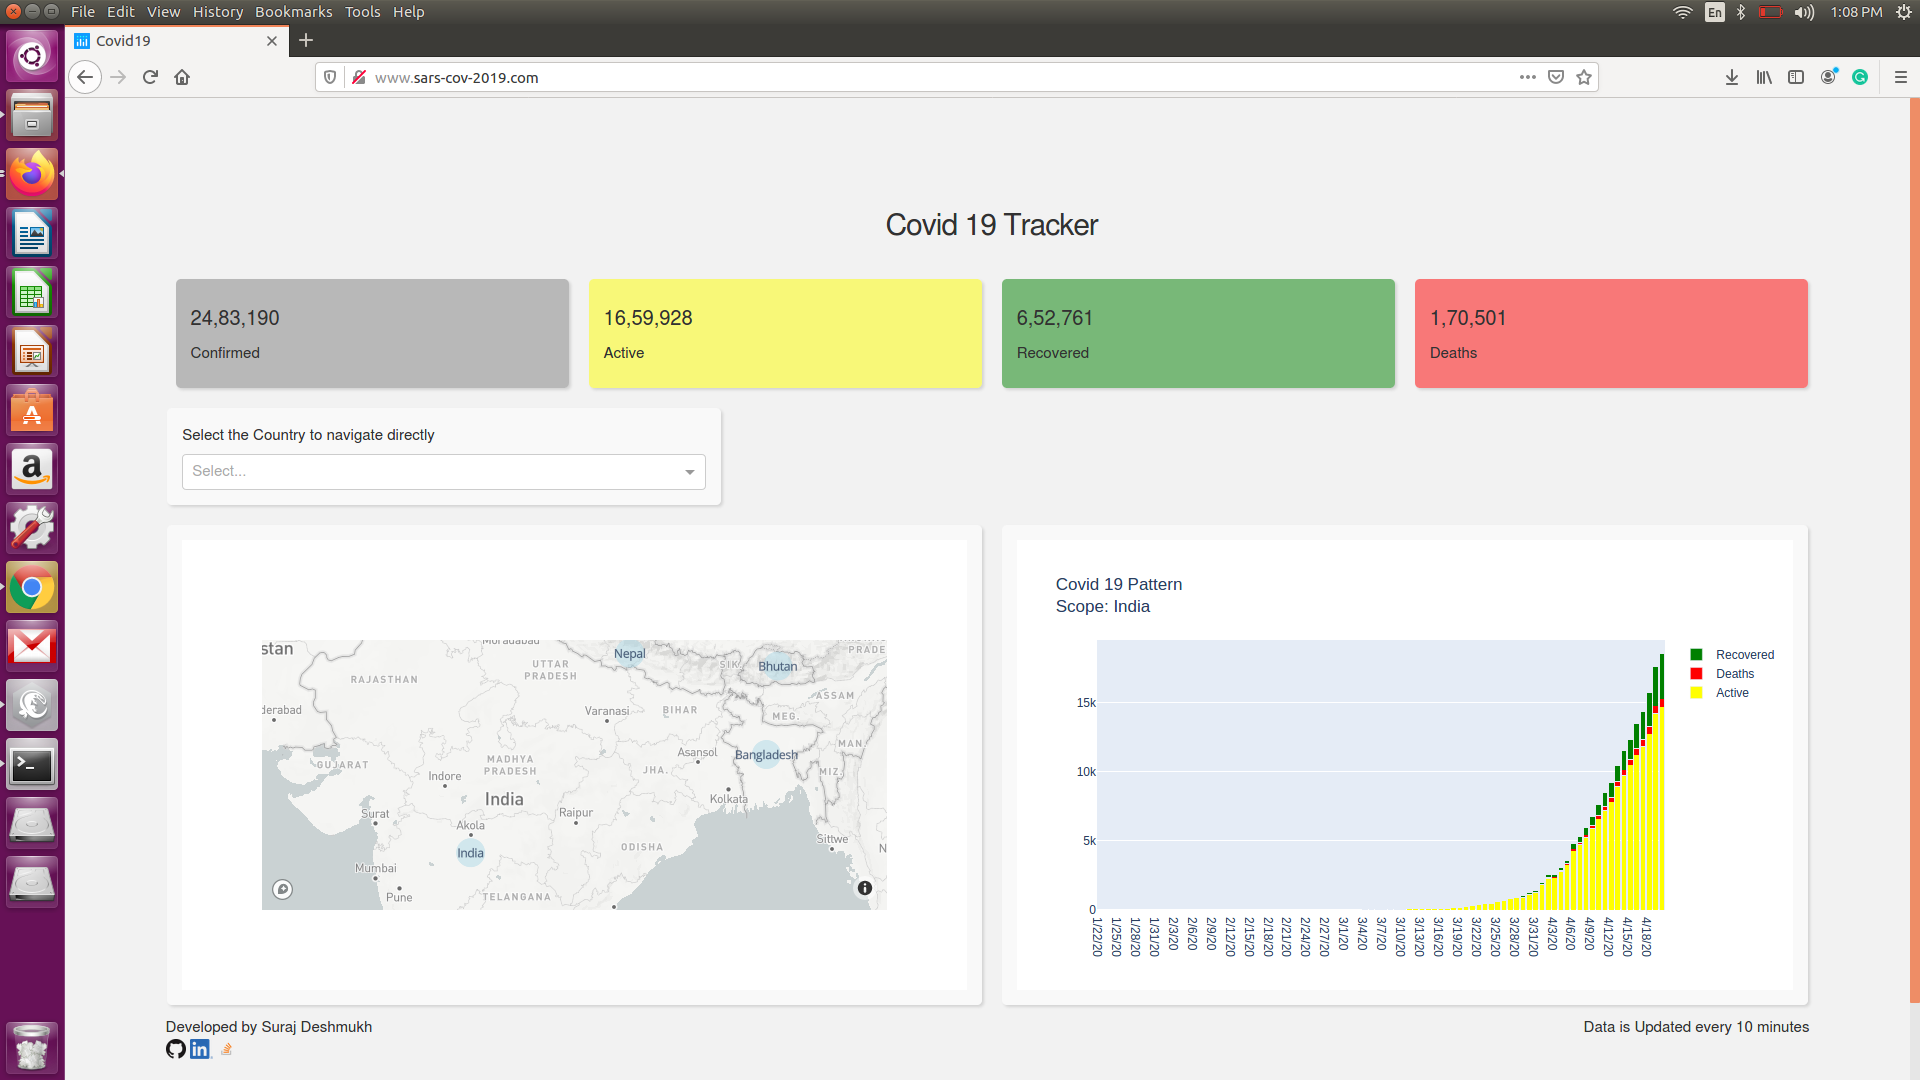 File Edit View History Bookmarks Tools Help
En
1:08 PM
Covid19
www.sars-cov-2019.com
Covid 19 Tracker
24,83,190
Confirmed
16,59,928
Active
6,52,761
Recovered
1,70,501
Deaths
Select the Country to navigate directly
Select...
stan
Moradabad
Nepal
SIK.
Bhutan
PRADE
UTTAR
PRADESH
RAJASTHAN
ASSAM
derabad
Varanasi
BIHAR
MEG.
Asansol
Bangladesh
MAN.
GUJARAT
MADHYA
PRADESH
JHA.
MIZ.
Indore
India
Kolkata
Surat
Raipur
Akola
Sittwe
ODISHA
India
N
Mumbai
Pune
TELANGANA
Covid 19 Pattern
Scope: India
15k
10k
5k
0
1/22/20
1/25/20
1/28/20
1/31/20
2/3/20
2/6/20
2/9/20
2/12/20
2/15/20
2/18/20
2/21/20
2/24/20
2/27/20
3/1/20
3/4/20
3/7/20
3/10/20
3/13/20
3/16/20
3/19/20
3/22/20
3/25/20
3/28/20
3/31/20
4/3/20
4/6/20
4/9/20
4/12/20
4/15/20
4/18/20
Recovered
Deaths
Active
Developed by Suraj Deshmukh
Data is Updated every 10 minutes